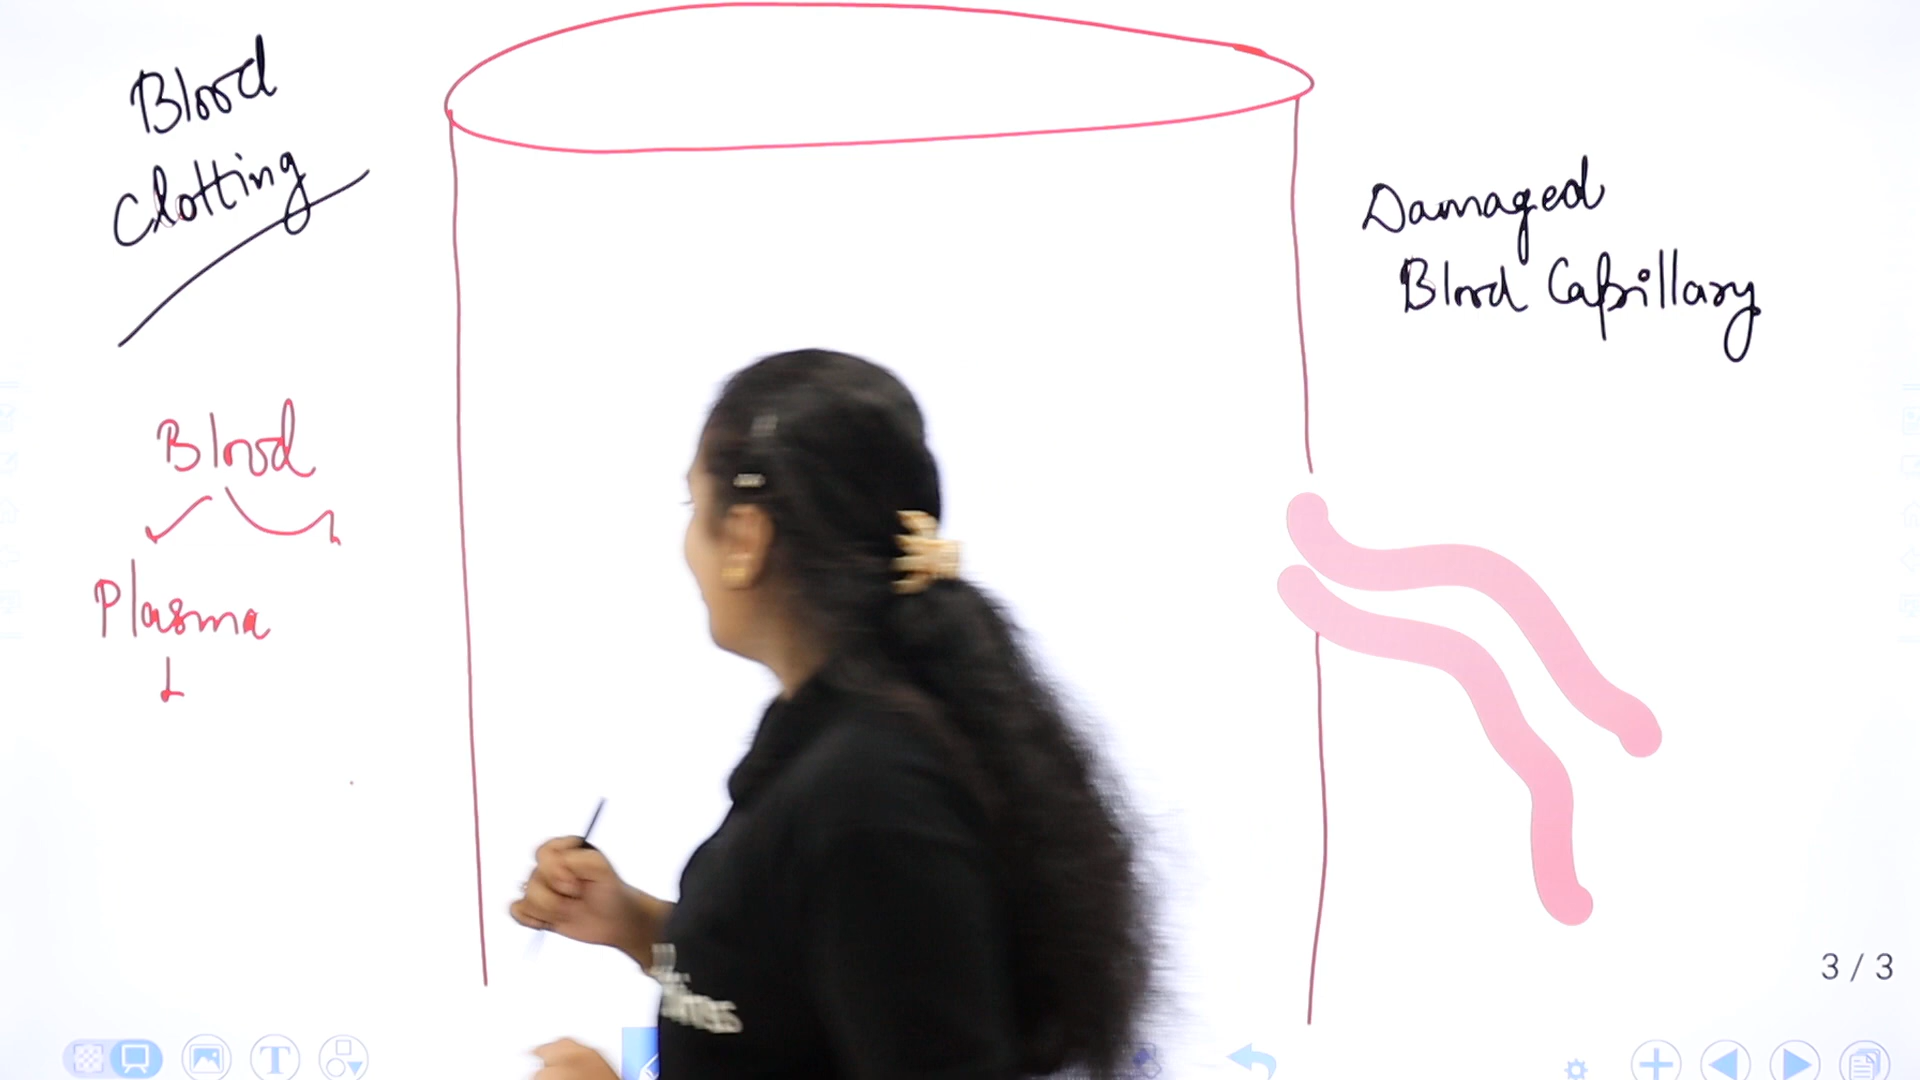 Blood
Clotting
Damaged
Blood Capillary
Blood
Plasma
3 / 3
T